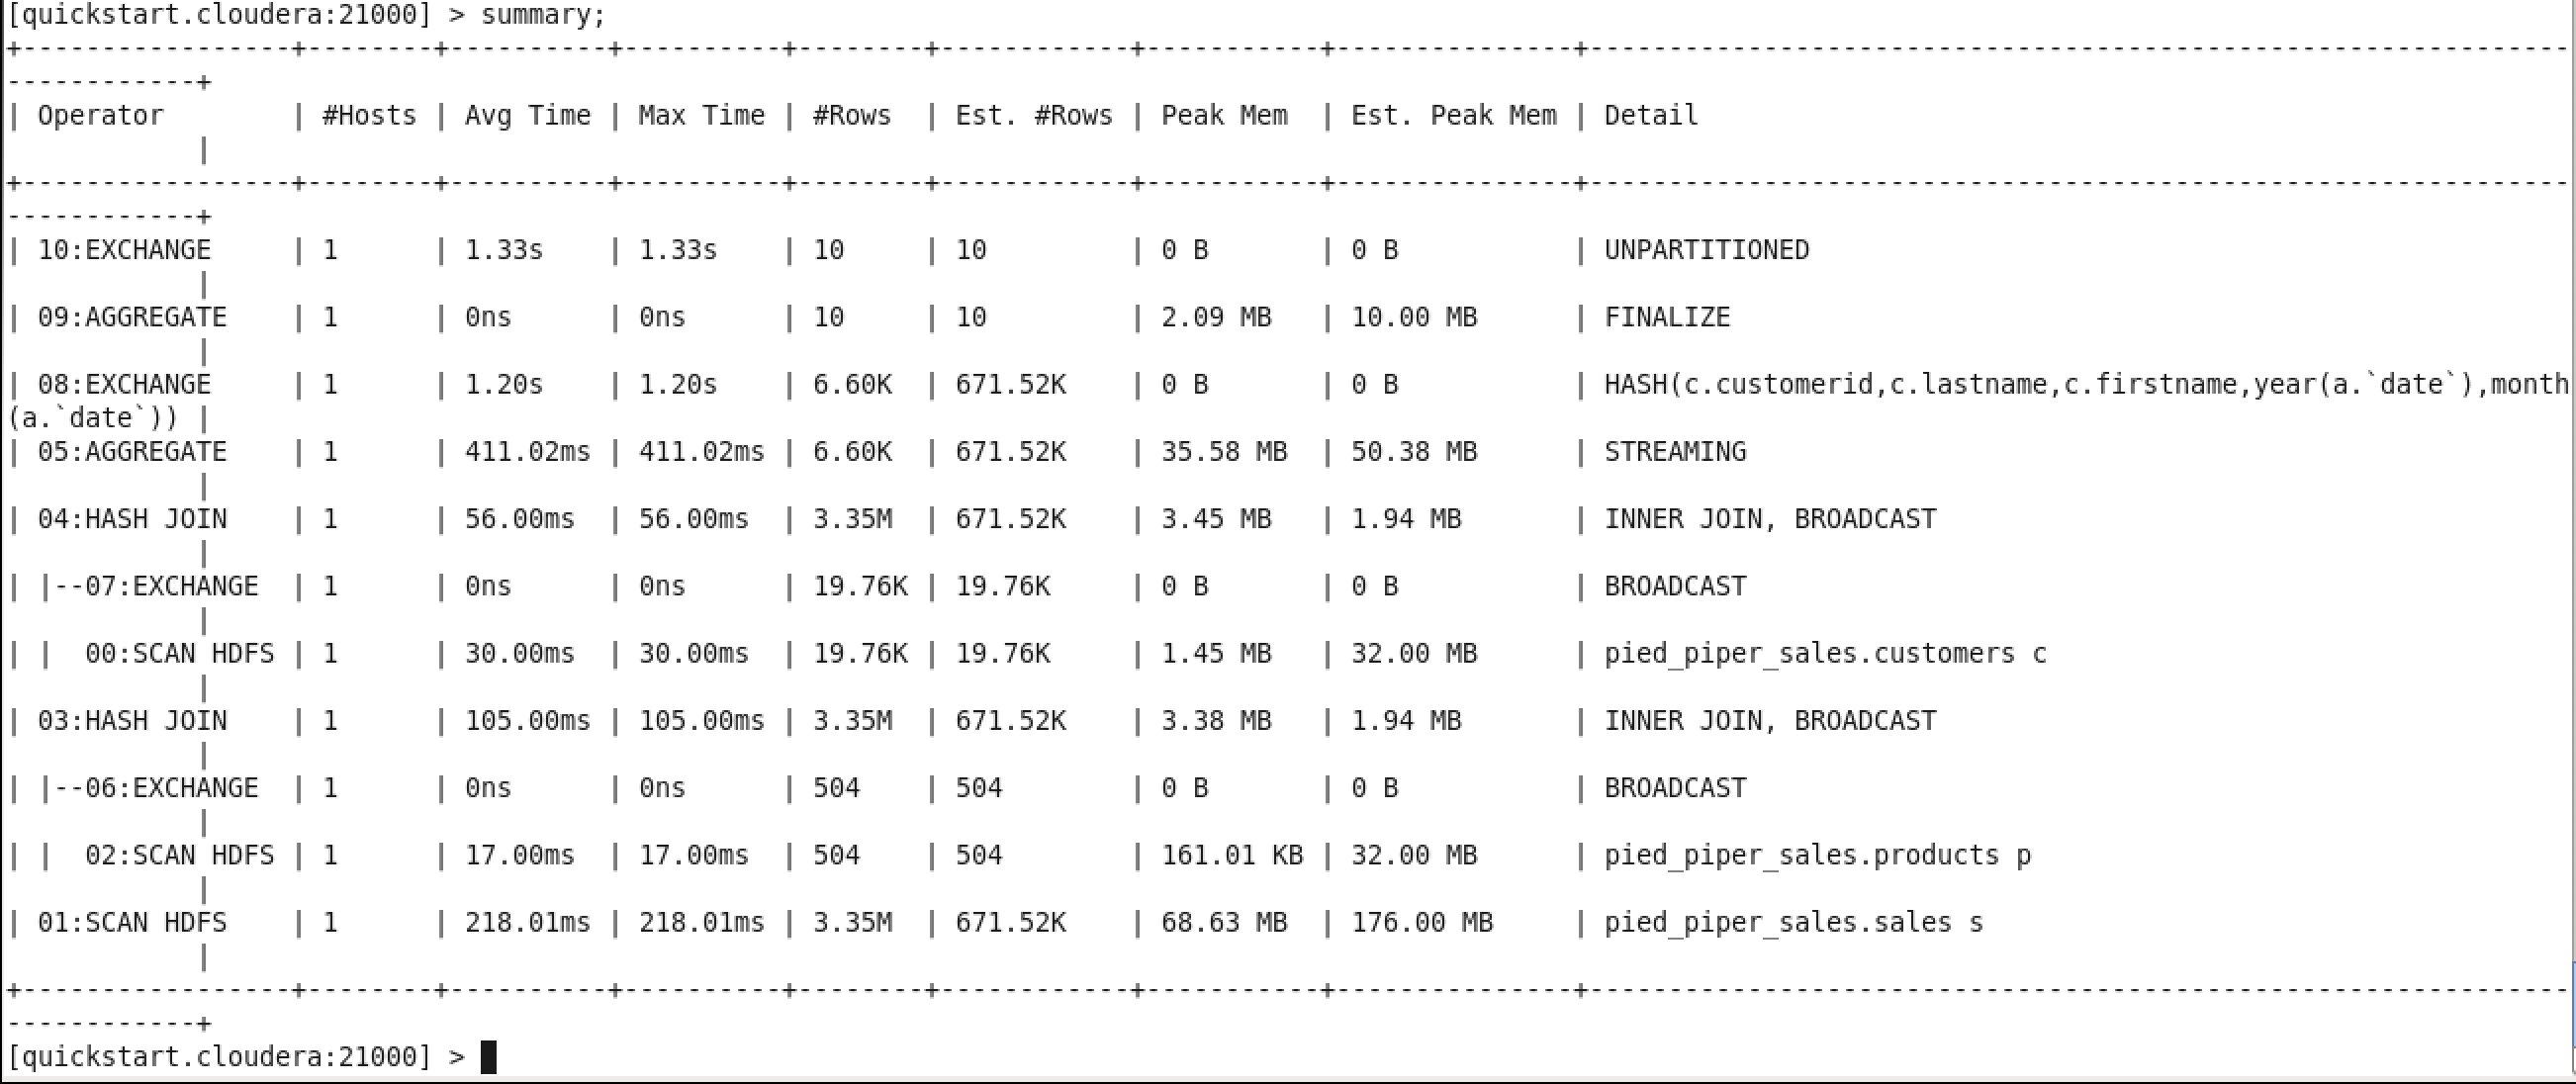 [quickstart.cloudera:21000] > summary;
+-----------------+--------+----------+----------+--------+------------+-----------+---------------+--------------------------------------------------------------
-------------+
| Operator        | #Hosts | Avg Time | Max Time | #Rows  | Est. #Rows | Peak Mem  | Est. Peak Mem | Detail
            |
+-----------------+--------+----------+----------+--------+------------+-----------+---------------+--------------------------------------------------------------
-------------+
| 10:EXCHANGE     | 1      | 1.33s    | 1.33s    | 10     | 10         | 0 B       | 0 B           | UNPARTITIONED
            |
| 09:AGGREGATE    | 1      | 0ns      | 0ns      | 10     | 10         | 2.09 MB   | 10.00 MB      | FINALIZE
            |
| 08:EXCHANGE     | 1      | 1.20s    | 1.20s    | 6.60K  | 671.52K    | 0 B       | 0 B           | HASH(c.customerid,c.lastname,c.firstname,year(a.`date`),month
(a.`date`)) |
| 05:AGGREGATE    | 1      | 411.02ms | 411.02ms | 6.60K  | 671.52K    | 35.58 MB  | 50.38 MB      | STREAMING
            |
| 04:HASH JOIN    | 1      | 56.00ms  | 56.00ms  | 3.35M  | 671.52K    | 3.45 MB   | 1.94 MB       | INNER JOIN, BROADCAST
            |
| |--07:EXCHANGE  | 1      | 0ns      | 0ns      | 19.76K | 19.76K     | 0 B       | 0 B           | BROADCAST
            |
| |  00:SCAN HDFS | 1      | 30.00ms  | 30.00ms  | 19.76K | 19.76K     | 1.45 MB   | 32.00 MB      | pied_piper_sales.customers c
            |
| 03:HASH JOIN    | 1      | 105.00ms | 105.00ms | 3.35M  | 671.52K    | 3.38 MB   | 1.94 MB       | INNER JOIN, BROADCAST
            |
| |--06:EXCHANGE  | 1      | 0ns      | 0ns      | 504    | 504        | 0 B       | 0 B           | BROADCAST
            |
| |  02:SCAN HDFS | 1      | 17.00ms  | 17.00ms  | 504    | 504        | 161.01 KB | 32.00 MB      | pied_piper_sales.products p
            |
| 01:SCAN HDFS    | 1      | 218.01ms | 218.01ms | 3.35M  | 671.52K    | 68.63 MB  | 176.00 MB     | pied_piper_sales.sales s
            |
+-----------------+--------+----------+----------+--------+------------+-----------+---------------+--------------------------------------------------------------
-------------+
[quickstart.cloudera:21000] >